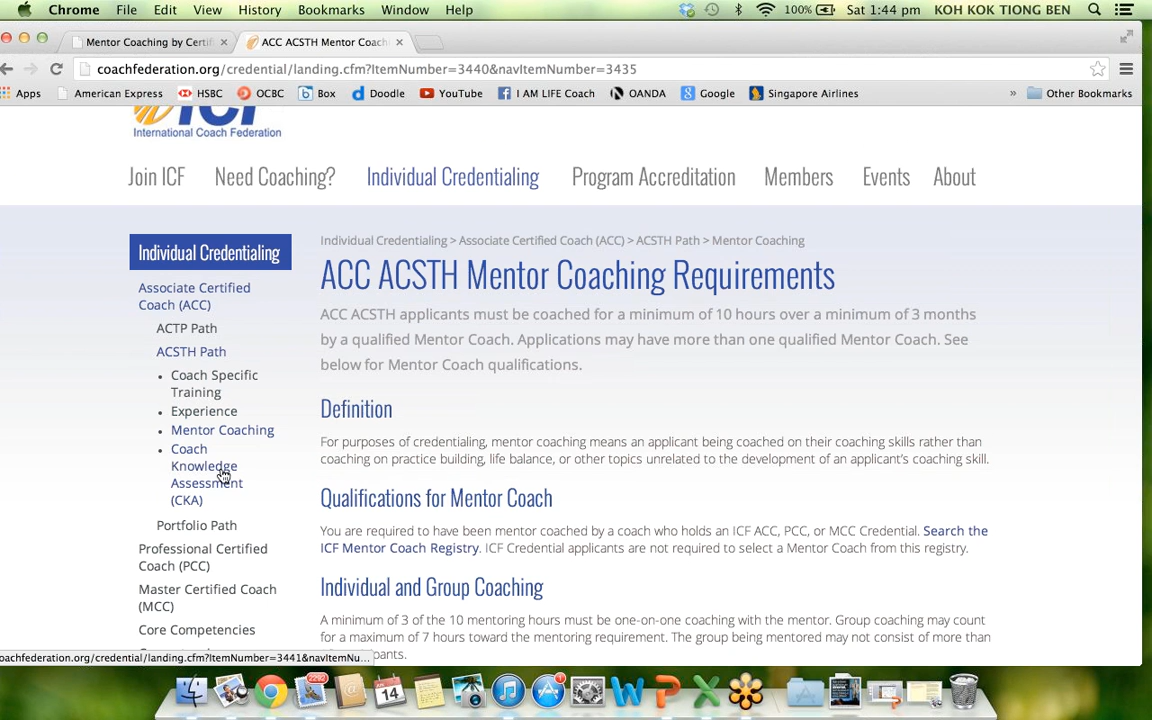 Chrome File Edit View History Bookmarks Window Help 100% Sat 1:44 pm KOH KOK TIONG BEN
Mentor Coaching by Certifi × ACC ACSTH Mentor Coach ×
coachfederation.org/credential/landing.cfm?ItemNumber=3440&navItemNumber=3435
Apps American Express HSBC OCBC Box Doodle YouTube I AM LIFE Coach OANDA Google Singapore Airlines » Other Bookmarks
International Coach Federation
Join ICF Need Coaching? Individual Credentialing Program Accreditation Members Events About
Individual Credentialing
Associate Certified
Coach (ACC)
ACTP Path
ACSTH Path
• Coach Specific
Training
• Experience
• Mentor Coaching
• Coach
Knowledge
Assessment
(CKA)
Portfolio Path
Professional Certified
Coach (PCC)
Master Certified Coach
(MCC)
Core Competencies
Individual Credentialing > Associate Certified Coach (ACC) > ACSTH Path > Mentor Coaching
ACC ACSTH Mentor Coaching Requirements
ACC ACSTH applicants must be coached for a minimum of 10 hours over a minimum of 3 months
by a qualified Mentor Coach. Applications may have more than one qualified Mentor Coach. See
below for Mentor Coach qualifications.
Definition
For purposes of credentialing, mentor coaching means an applicant being coached on their coaching skills rather than
coaching on practice building, life balance, or other topics unrelated to the development of an applicant's coaching skill.
Qualifications for Mentor Coach
You are required to have been mentor coached by a coach who holds an ICF ACC, PCC, or MCC Credential. Search the
ICF Mentor Coach Registry. ICF Credential applicants are not required to select a Mentor Coach from this registry.
Individual and Group Coaching
A minimum of 3 of the 10 mentoring hours must be one-on-one coaching with the mentor. Group coaching may count
for a maximum of 7 hours toward the mentoring requirement. The group being mentored may not consist of more than
pants.
oachfederation.org/credential/landing.cfm?ItemNumber=3441&navItemNu...
2292
14